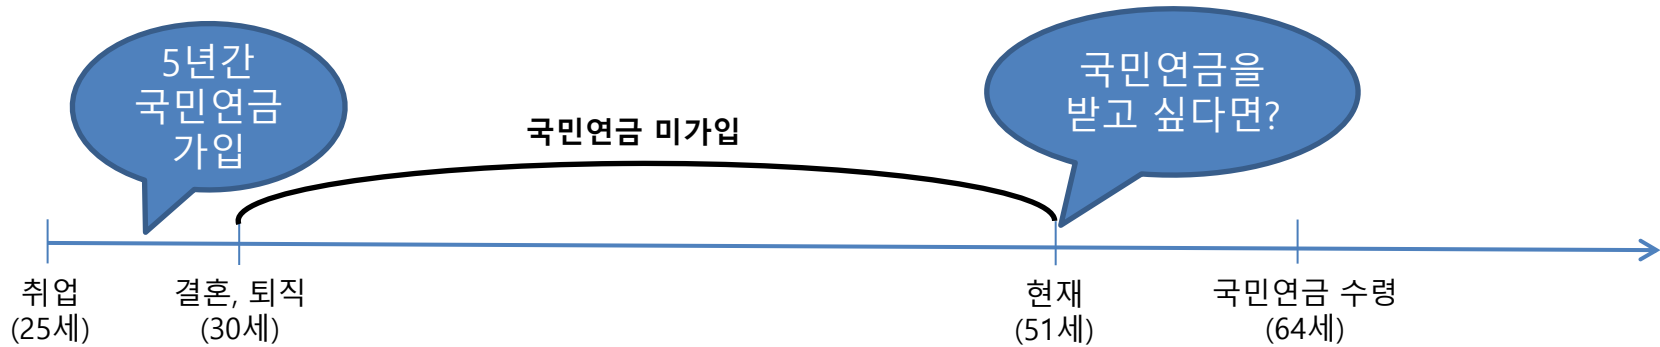 5년간
국민연금
가입
국민연금 미가입
국민연금을
받고 싶다면?
취업
(25세)
결혼, 퇴직
(30세)
현재
(51세)
국민연금 수령
(64세)